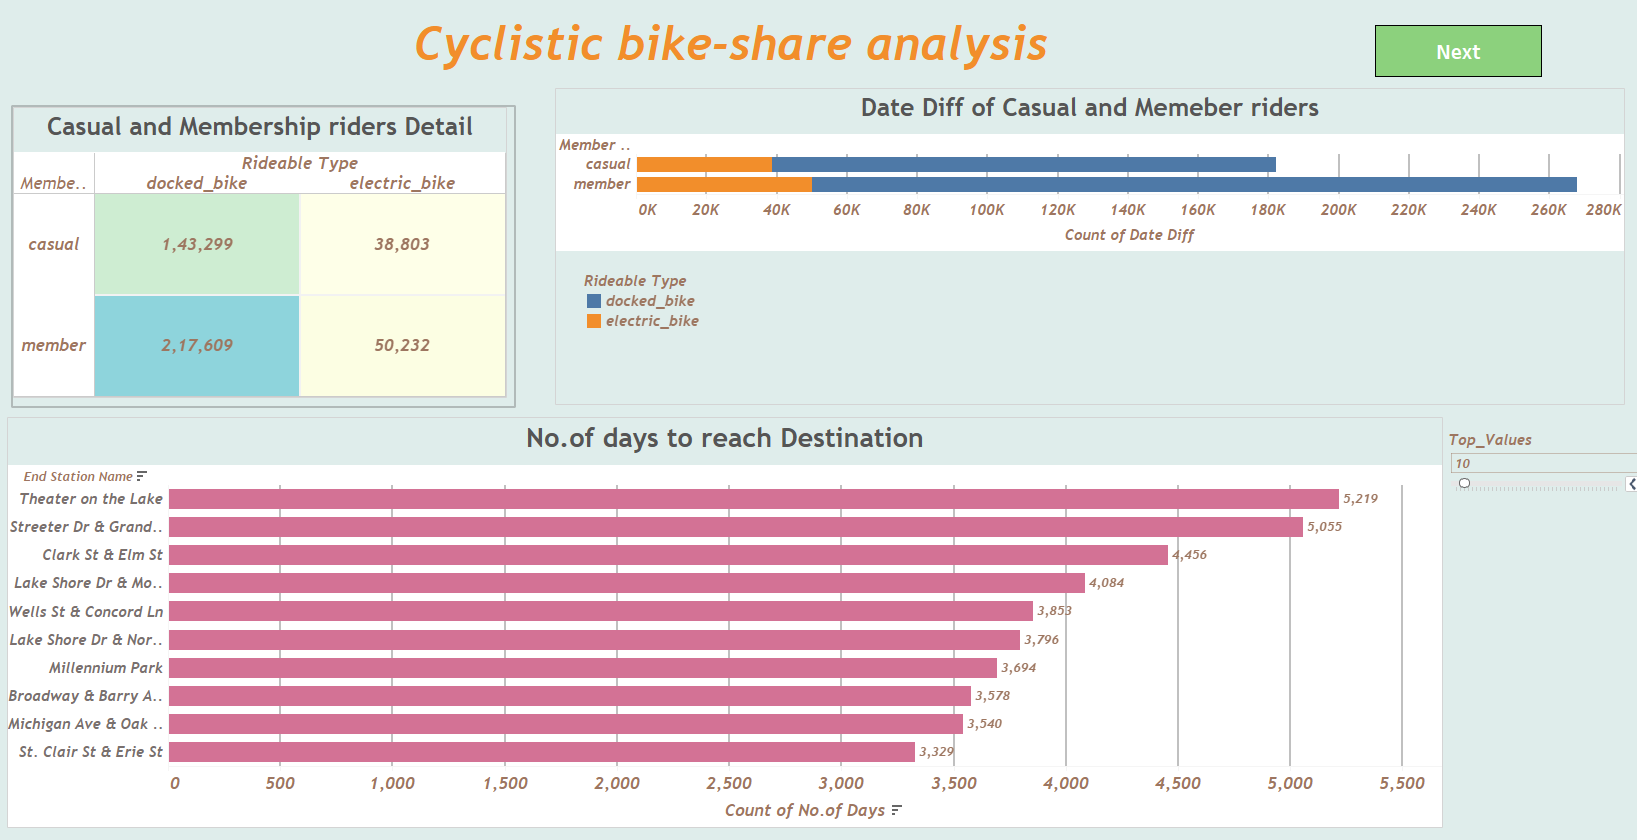 Cyclistic bike-share analysis
Next
Casual and Membership riders Detail
Rideable Type
Membe.. docked_bike electric_bike
casual 1,43,299 38,803
member 2,17,609 50,232
Date Diff of Casual and Memeber riders
Member ..
casual
member
0K 20K 40K 60K 80K 100K 120K 140K 160K 180K 200K 220K 240K 260K 280K
Count of Date Diff
Rideable Type
docked_bike
electric_bike
No.of days to reach Destination
End Station Name
Theater on the Lake 5,219
Streeter Dr & Grand.. 5,055
Clark St & Elm St 4,456
Lake Shore Dr & Mo.. 4,084
Wells St & Concord Ln 3,853
Lake Shore Dr & Nor.. 3,796
Millennium Park 3,694
Broadway & Barry A.. 3,578
Michigan Ave & Oak .. 3,540
St. Clair St & Erie St 3,329
0 500 1,000 1,500 2,000 2,500 3,000 3,500 4,000 4,500 5,000 5,500
Count of No.of Days
Top_Values
10